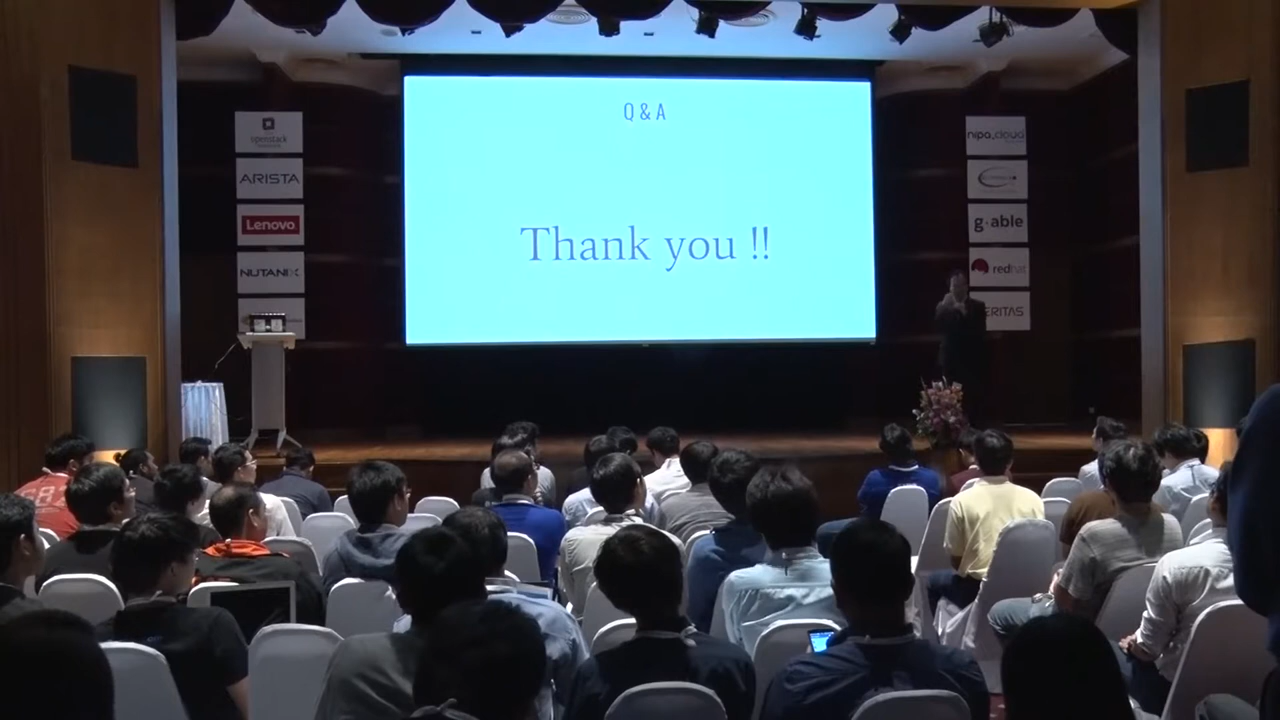 Q & A
Thank you !!
openstack
ARISTA
Lenovo
NUTANIX
nipa.cloud
g·able
redhat
ERITAS